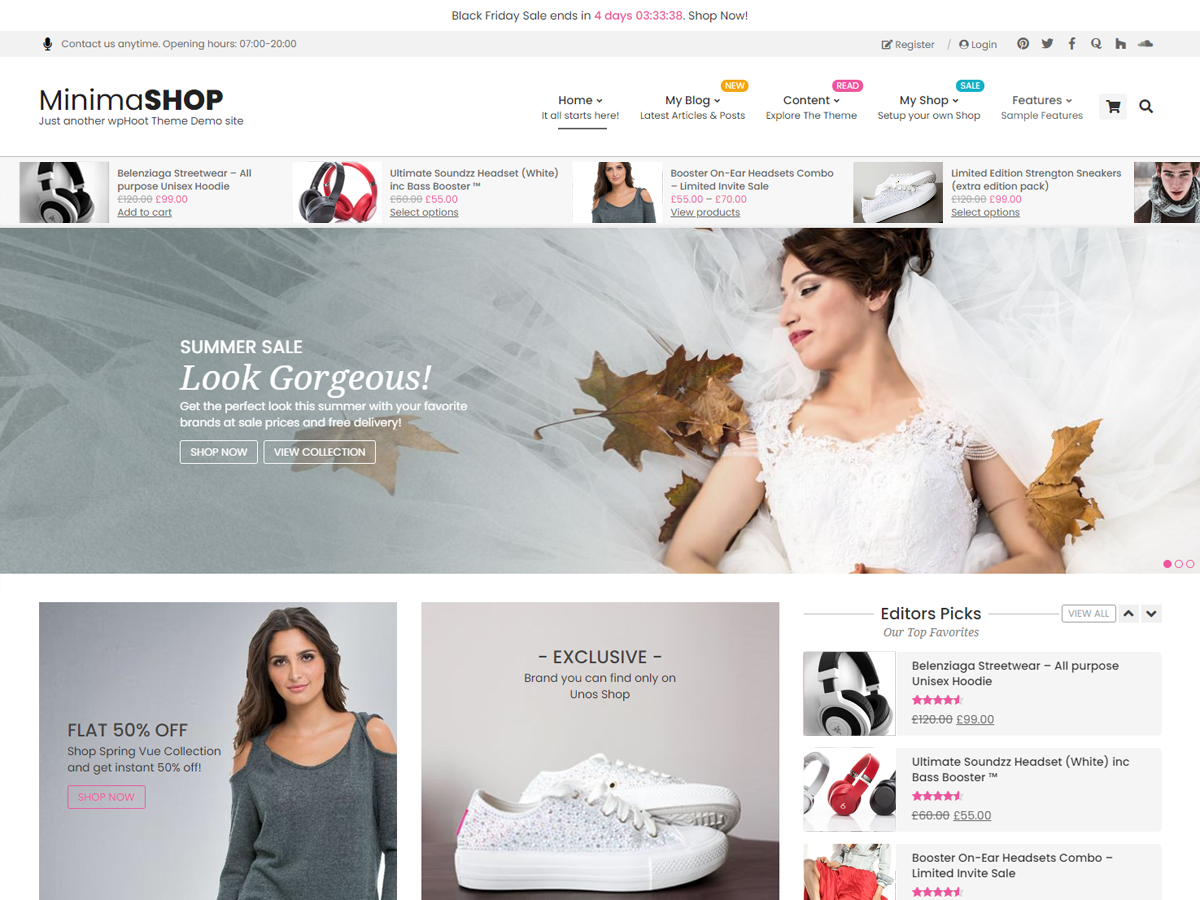 Black Friday Sale ends in 4 days 03:33:38. Shop Now!
Contact us anytime. Opening hours: 07:00-20:00
Register / Login
MinimaSHOP
Just another wpHoot Theme Demo site
NEW
READ
SALE
Home
It all starts here!
My Blog
Latest Articles & Posts
Content
Explore The Theme
My Shop
Setup your own Shop
Features
Sample Features
Belenziaga Streetwear – All
purpose Unisex Hoodie
£120.00 £99.00
Add to cart
Ultimate Soundzz Headset (White)
inc Bass Booster ™
£60.00 £55.00
Select options
Booster On-Ear Headsets Combo
– Limited Invite Sale
£55.00 – £70.00
View products
Limited Edition Strengton Sneakers
(extra edition pack)
£120.00 £99.00
Select options
SUMMER SALE
Look Gorgeous!
Get the perfect look this summer with your favorite
brands at sale prices and free delivery!
SHOP NOW
VIEW COLLECTION
FLAT 50% OFF
Shop Spring Vue Collection
and get instant 50% off!
SHOP NOW
- EXCLUSIVE -
Brand you can find only on
Unos Shop
Editors Picks
VIEW ALL
Our Top Favorites
Belenziaga Streetwear – All purpose
Unisex Hoodie
£120.00 £99.00
Ultimate Soundzz Headset (White) inc
Bass Booster ™
£60.00 £55.00
Booster On-Ear Headsets Combo –
Limited Invite Sale